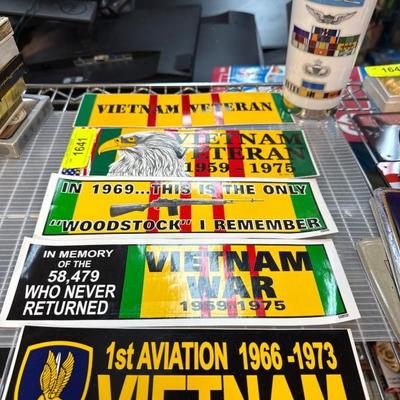 VIETNAM VETERAN
1641
VIETNAM
VETERAN
1959 - 1975
IN 1969...THIS IS THE ONLY
"WOODSTOCK" I REMEMBER
IN MEMORY
OF THE
58,479
WHO NEVER
RETURNED
VIETNAM
WAR
1959-1975
1st AVIATION 1966-1973
VIETNAM
164